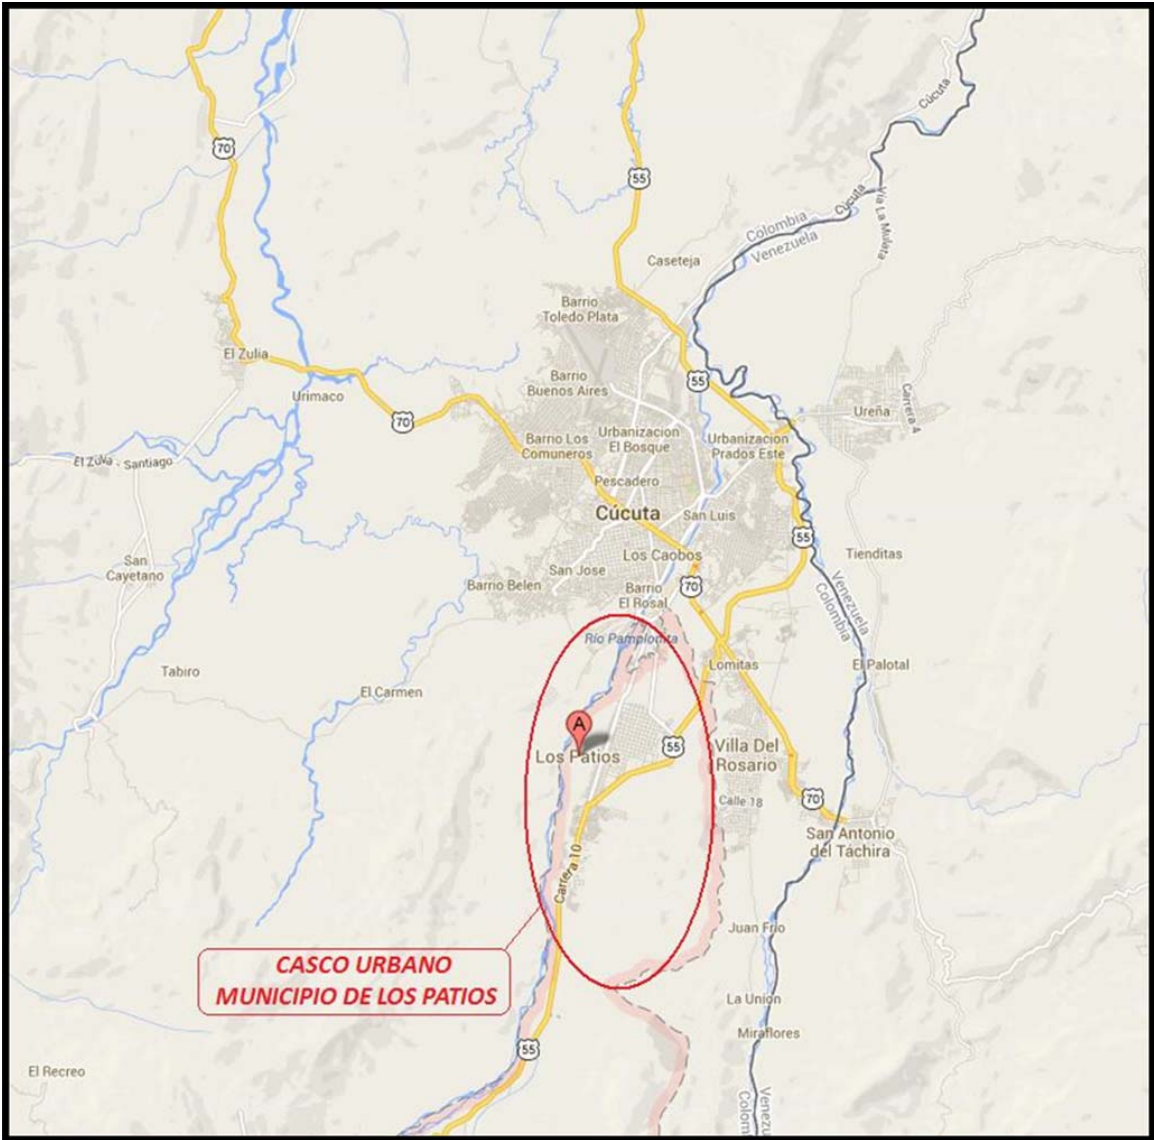 Cúcuta
70
55
Cúcuta
Vía La Muleta
Colombia
Venezuela
Caseteja
Barrio
Toledo Plata
El Zulia
Urimaco
Barrio
Buenos Aires
55
Carrera 4
Ureña
70
Barrio Los
Comuneros
Urbanizacion
El Bosque
Urbanizacion
Prados Este
El Zulia - Santiago
Pescadero
Cúcuta
San Luis
55
San
Cayetano
Los Caobos
Tienditas
San Jose
Barrio Belen
Barrio
El Rosal
70
Venezuela
Colombia
Río Pamplonita
Tabiro
Lomitas
El Palotal
El Carmen
A
Los Patios
55
Villa Del
Rosario
Calle 18
70
San Antonio
del Táchira
Carrera 10
Juan Frio
CASCO URBANO
MUNICIPIO DE LOS PATIOS
La Union
Miraflores
55
El Recreo